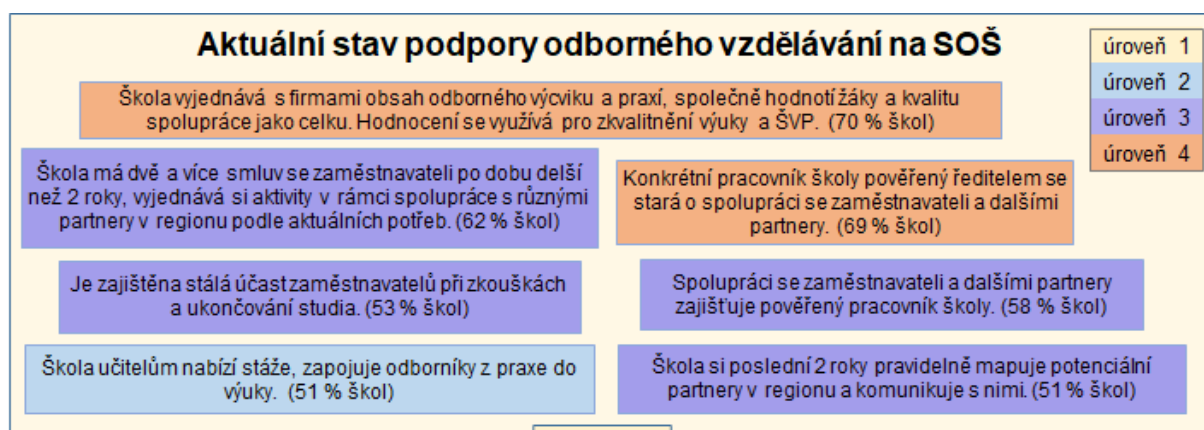 Aktuální stav podpory odborného vzdělávání na SOŠ
úroveň 1
úroveň 2
úroveň 3
úroveň 4
Škola vyjednává s firmami obsah odborného výcviku a praxí, společně hodnotí žáky a kvalitu
spolupráce jako celku. Hodnocení se využívá pro zkvalitnění výuky a ŠVP. (70 % škol)
Škola má dvě a více smluv se zaměstnavateli po dobu delší
než 2 roky, vyjednává si aktivity v rámci spolupráce s různými
partnery v regionu podle aktuálních potřeb. (62 % škol)
Konkrétní pracovník školy pověřený ředitelem se
stará o spolupráci se zaměstnavateli a dalšími
partnery. (69 % škol)
Je zajištěna stálá účast zaměstnavatelů při zkouškách
a ukončování studia. (53 % škol)
Spolupráci se zaměstnavateli a dalšími partnery
zajišťuje pověřený pracovník školy. (58 % škol)
Škola učitelům nabízí stáže, zapojuje odborníky z praxe do
výuky. (51 % škol)
Škola si poslední 2 roky pravidelně mapuje potenciální
partnery v regionu a komunikuje s nimi. (51 % škol)